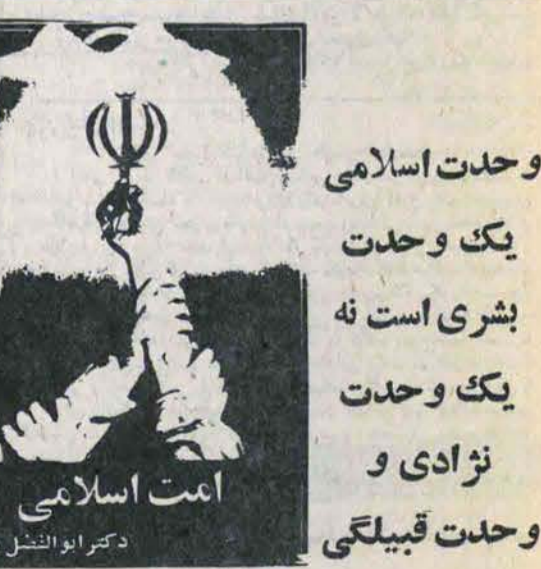 وحدت اسلامی
یک وحدت
بشری است نه
یک وحدت
نژادی و
وحدت قبیلگی
امت اسلامی
دکتر ابوالفضل